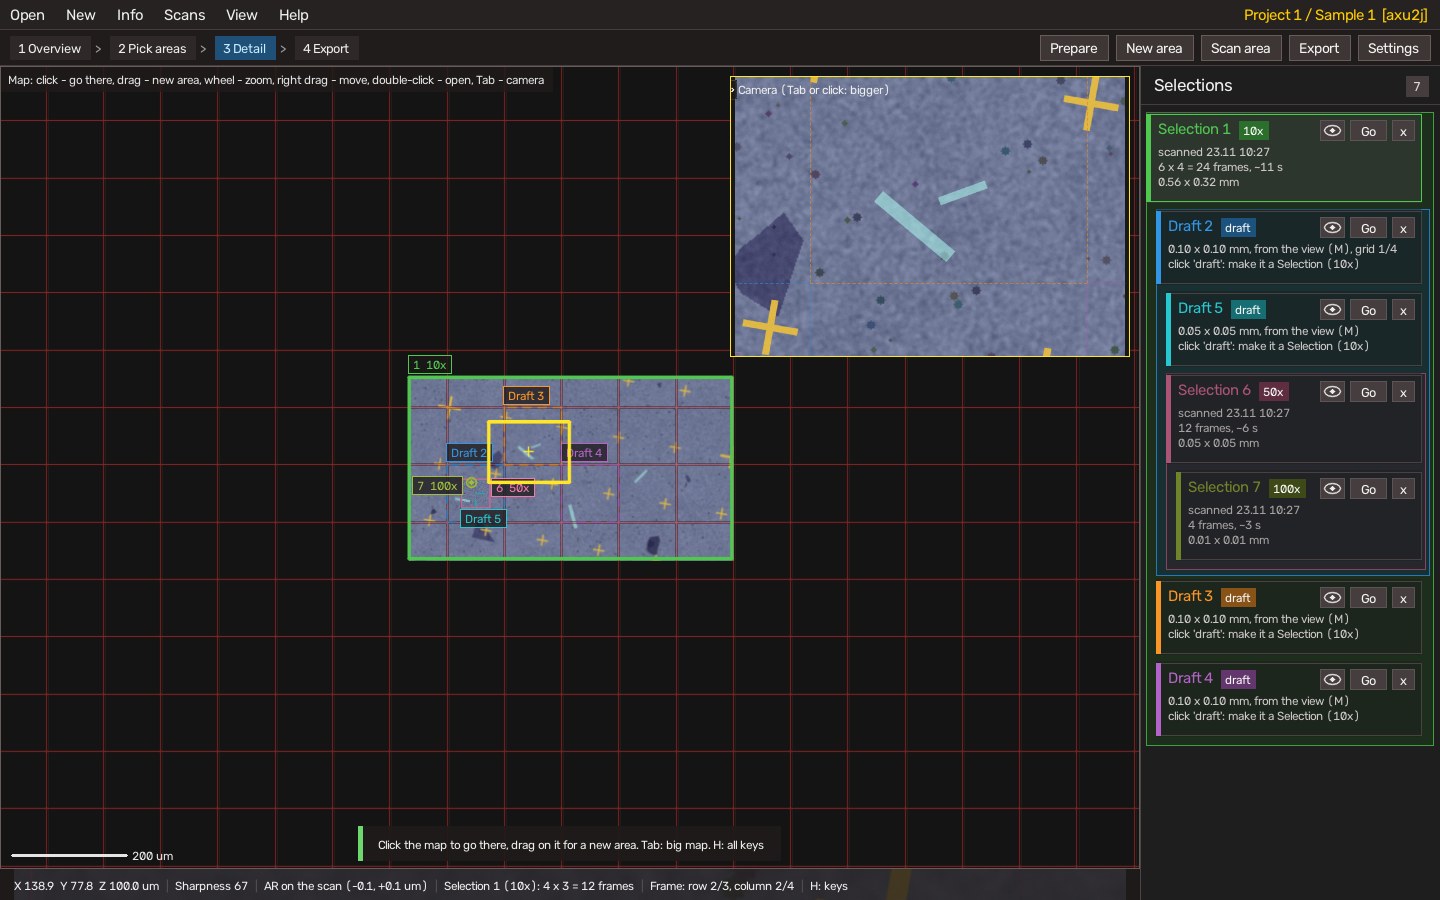 Open New Info Scans View Help
Project 1 / Sample 1 [axu2j]
1 Overview > 2 Pick areas > 3 Detail > 4 Export
Prepare New area Scan area Export Settings
Map: click - go there, drag - new area, wheel - zoom, right drag - move, double-click - open, Tab - camera
Camera (Tab or click: bigger)
1 10x
Draft 3
Draft 2
Draft 4
7 100x
6 50x
Draft 5
200 um
Click the map to go there, drag on it for a new area. Tab: big map. H: all keys
Selections 7
Selection 1 10x Go x
scanned 23.11 10:27
6 x 4 = 24 frames, ~11 s
0.56 x 0.32 mm
Draft 2 draft Go x
0.10 x 0.10 mm, from the view (M), grid 1/4
click 'draft': make it a Selection (10x)
Draft 5 draft Go x
0.05 x 0.05 mm, from the view (M)
click 'draft': make it a Selection (10x)
Selection 6 50x Go x
scanned 23.11 10:27
12 frames, ~6 s
0.05 x 0.05 mm
Selection 7 100x Go x
scanned 23.11 10:27
4 frames, ~3 s
0.01 x 0.01 mm
Draft 3 draft Go x
0.10 x 0.10 mm, from the view (M)
click 'draft': make it a Selection (10x)
Draft 4 draft Go x
0.10 x 0.10 mm, from the view (M)
click 'draft': make it a Selection (10x)
X 138.9 Y 77.8 Z 100.0 um Sharpness 67 AR on the scan (-0.1, +0.1 um) Selection 1 (10x): 4 x 3 = 12 frames Frame: row 2/3, column 2/4 H: keys